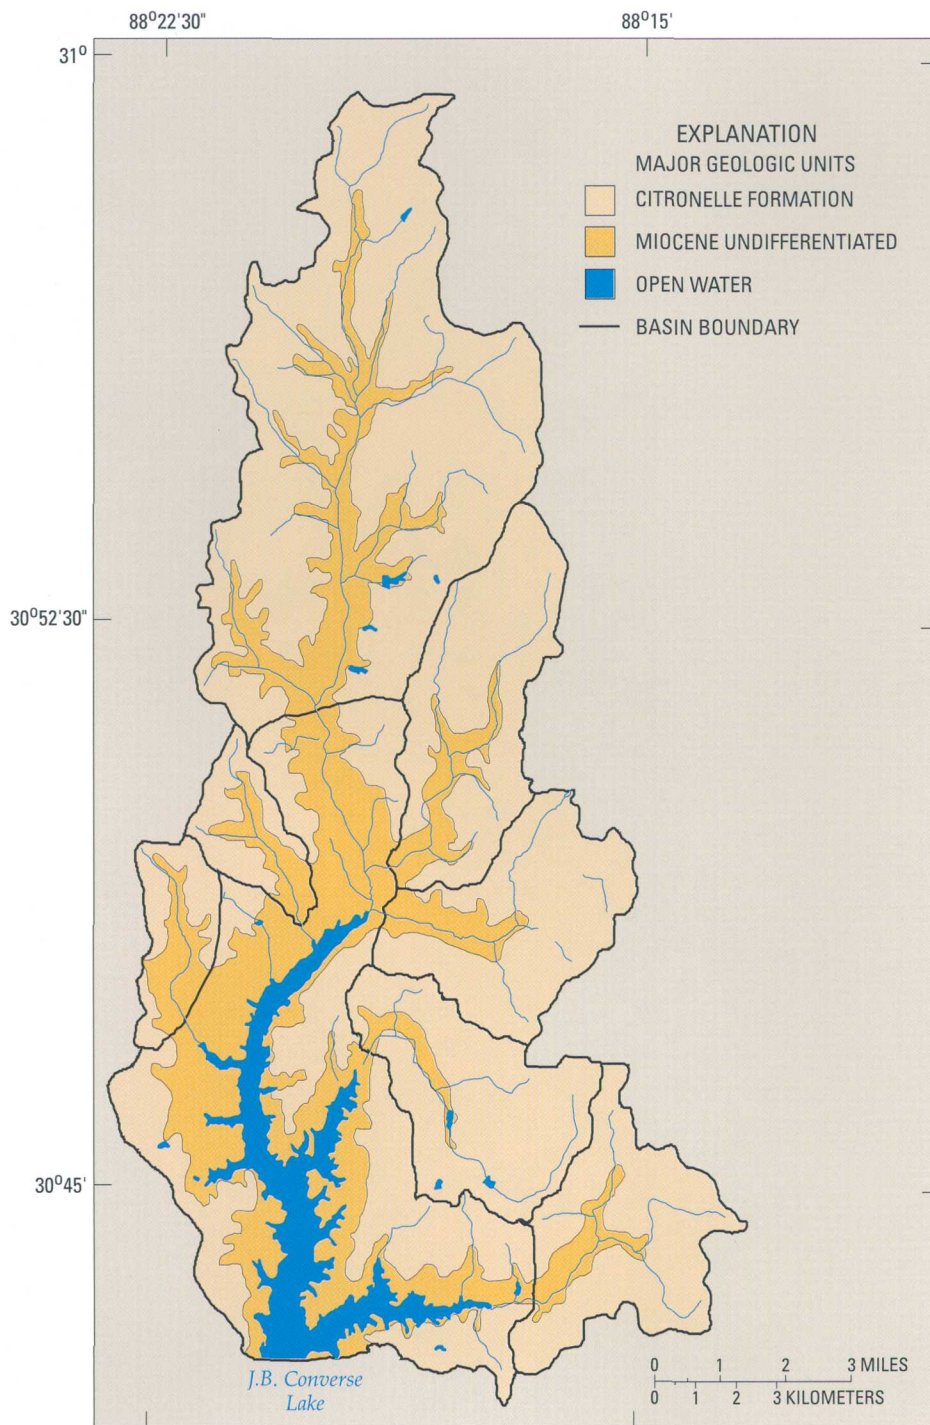 88°22'30" 88°15'
31°
EXPLANATION
MAJOR GEOLOGIC UNITS
CITRONELLE FORMATION
MIOCENE UNDIFFERENTIATED
OPEN WATER
BASIN BOUNDARY
30°52'30"
30°45'
0 1 2 3 MILES
0 1 2 3 KILOMETERS
J.B. Converse
Lake